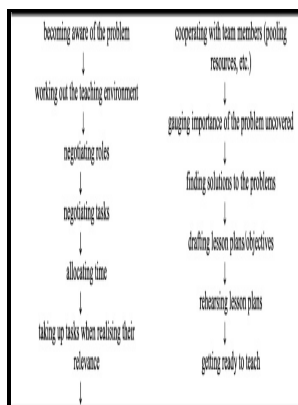 becoming aware of the problem
working out the teaching environment
negotiating roles
negotiating tasks
allocating time
taking up tasks when realising their
relevance
cooperating with team members (pooling
resources, etc.)
gauging importance of the problem uncovered
finding solutions to the problems
drafting lesson plans/objectives
rehearsing lesson plans
getting ready to teach